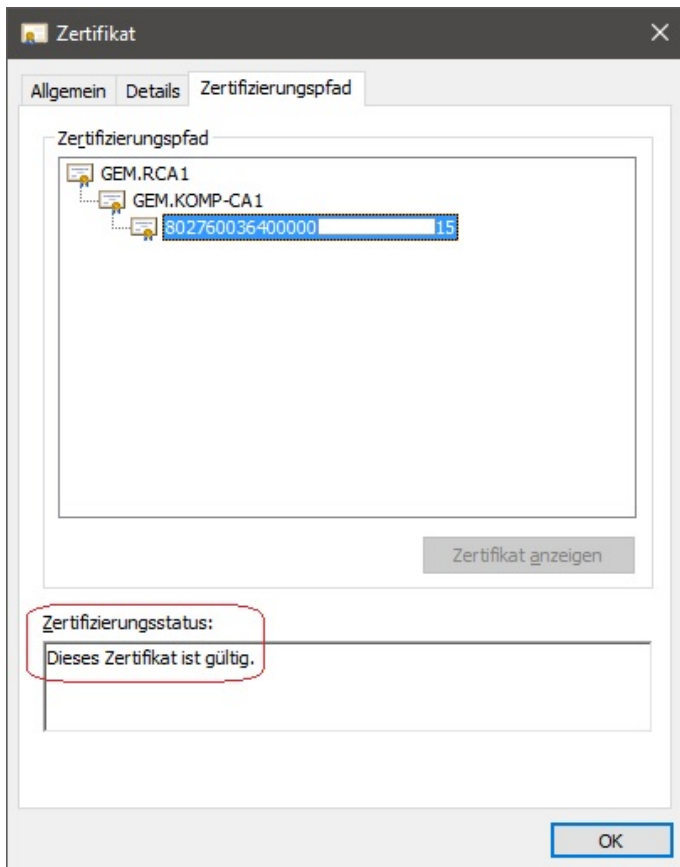 Zertifikat
Allgemein Details Zertifizierungspfad
Zertifizierungspfad
GEM.RCA1
GEM.KOMP-CA1
802760036400000 15
Zertifikat anzeigen
Zertifizierungsstatus:
Dieses Zertifikat ist gültig.
OK